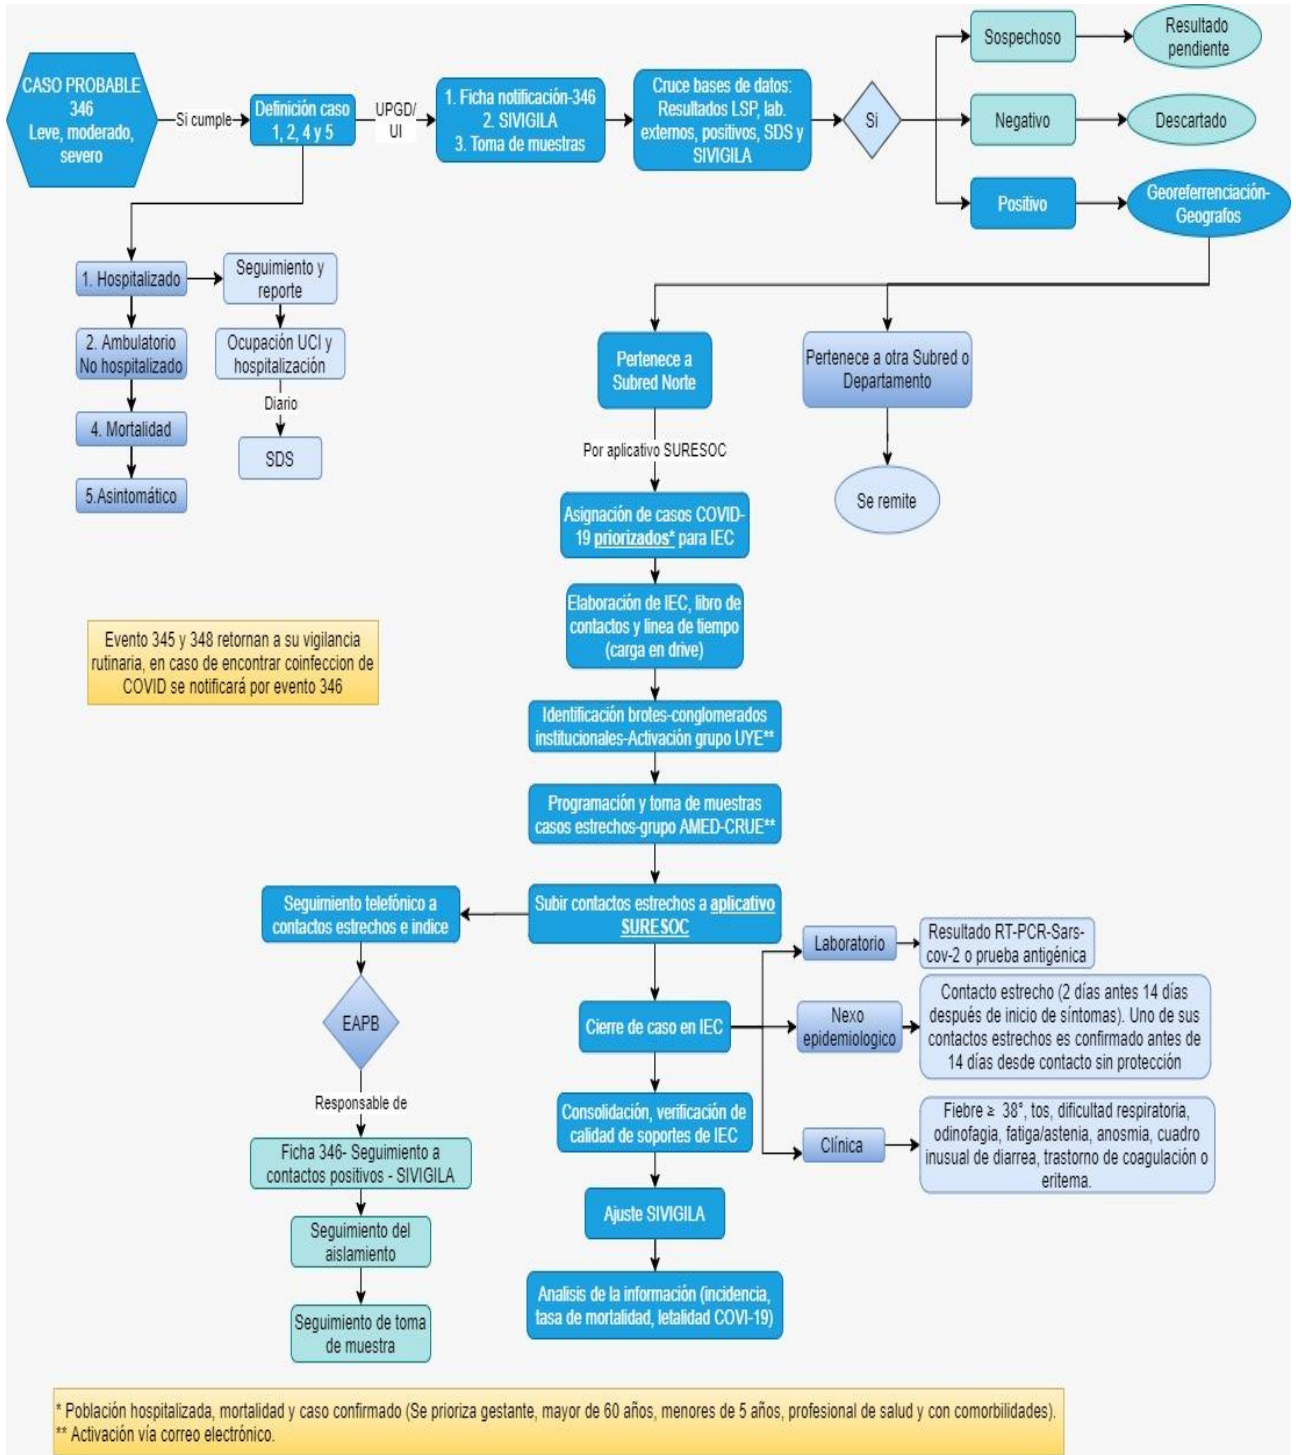 CASO PROBABLE
346
Leve, moderado,
severo
Si cumple
Definición caso
1, 2, 4 y 5
UPGD/
UI
1. Ficha notificación-346
2. SIVIGILA
3. Toma de muestras
Cruce bases de datos:
Resultados LSP, lab.
externos, positivos, SDS y
SIVIGILA
Si
Sospechoso
Resultado
pendiente
Negativo
Descartado
Positivo
Georeferrenciación-
Geografos
1. Hospitalizado
Seguimiento y
reporte
2. Ambulatorio
No hospitalizado
Ocupación UCI y
hospitalización
Diario
4. Mortalidad
SDS
5.Asintomático
Pertenece a
Subred Norte
Pertenece a otra Subred o
Departamento
Por aplicativo SURESOC
Se remite
Asignación de casos COVID-
19 priorizados* para IEC
Elaboración de IEC, libro de
contactos y linea de tiempo
(carga en drive)
Evento 345 y 348 retornan a su vigilancia
rutinaria, en caso de encontrar coinfeccion de
COVID se notificará por evento 346
Identificación brotes-conglomerados
institucionales-Activación grupo UYE**
Programación y toma de muestras
casos estrechos-grupo AMED-CRUE**
Subir contactos estrechos a aplicativo
SURESOC
Seguimiento telefónico a
contactos estrechos e indice
EAPB
Responsable de
Ficha 346- Seguimiento a
contactos positivos - SIVIGILA
Seguimiento del
aislamiento
Seguimiento de toma
de muestra
Cierre de caso en IEC
Laboratorio
Resultado RT-PCR-Sars-
cov-2 o prueba antigénica
Nexo
epidemiologico
Contacto estrecho (2 días antes 14 días
después de inicio de síntomas). Uno de sus
contactos estrechos es confirmado antes de
14 días desde contacto sin protección
Clínica
Fiebre ≥ 38°, tos, dificultad respiratoria,
odinofagia, fatiga/astenia, anosmia, cuadro
inusual de diarrea, trastorno de coagulación o
eritema.
Consolidación, verificación de
calidad de soportes de IEC
Ajuste SIVIGILA
Analisis de la información (incidencia,
tasa de mortalidad, letalidad COVI-19)
* Población hospitalizada, mortalidad y caso confirmado (Se prioriza gestante, mayor de 60 años, menores de 5 años, profesional de salud y con comorbilidades).
** Activación vía correo electrónico.